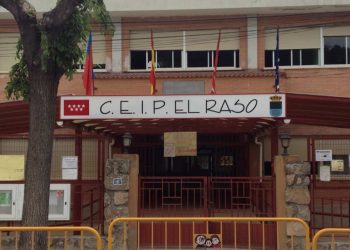 C. E. I. P. EL RASO